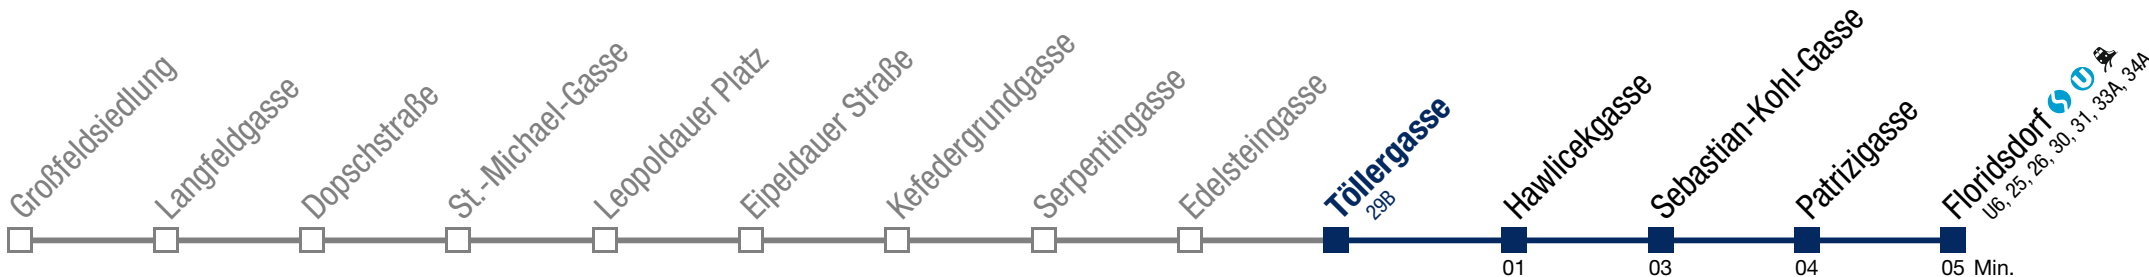 Großfeldsiedlung
Langfeldgasse
Dopschstraße
St.-Michael-Gasse
Leopoldauer Platz
Eipeldauer Straße
Kefedergrundgasse
Serpentingasse
Edelsteingasse
Töllergasse
29B
Hawlicekgasse
Sebastian-Kohl-Gasse
Patrizigasse
Floridsdorf S U
U6, 25, 26, 30, 31, 33A, 34A
01 03 04 05 Min.